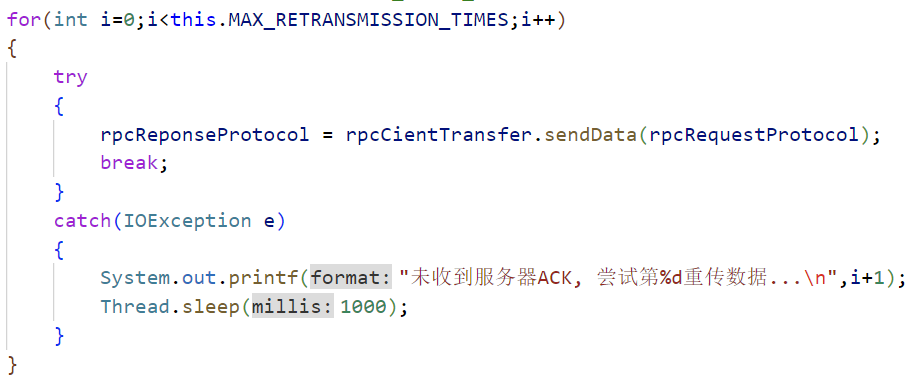 for(int i=0;i<this.MAX_RETRANSMISSION_TIMES;i++)
{
try
{
rpcReponseProtocol = rpcCientTransfer.sendData(rpcRequestProtocol);
break;
}
catch(IOException e)
{
System.out.printf(format: "未收到服务器ACK, 尝试第%d重传数据...\n",i+1);
Thread.sleep(millis: 1000);
}
}